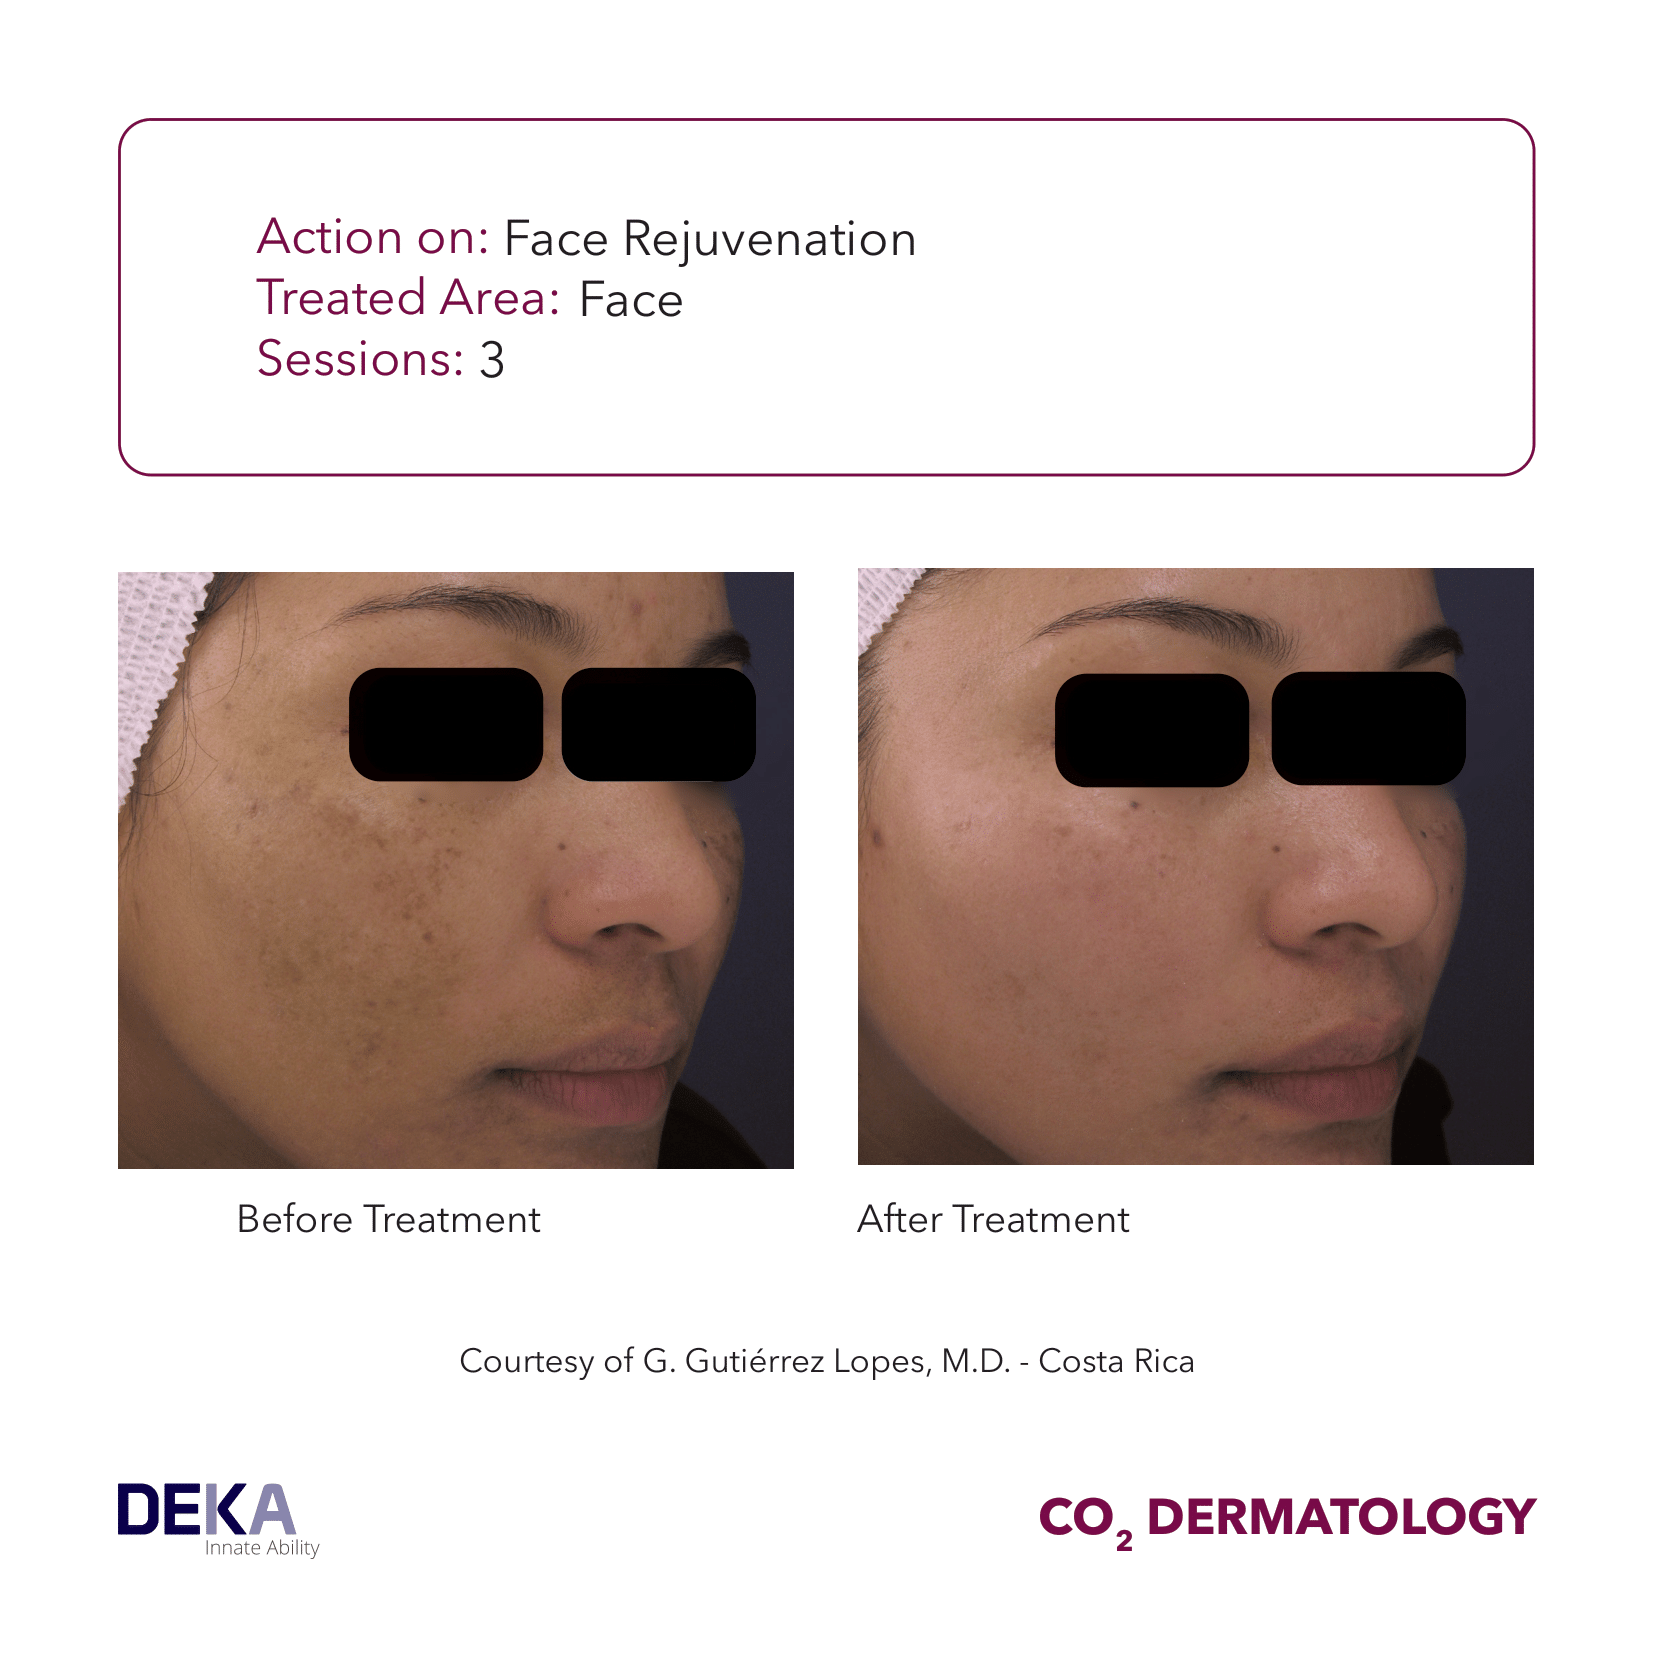 Action on: Face Rejuvenation
Treated Area: Face
Sessions: 3
Before Treatment
After Treatment
Courtesy of G. Gutiérrez Lopes, M.D. - Costa Rica
DEKA
Innate Ability
CO₂ DERMATOLOGY